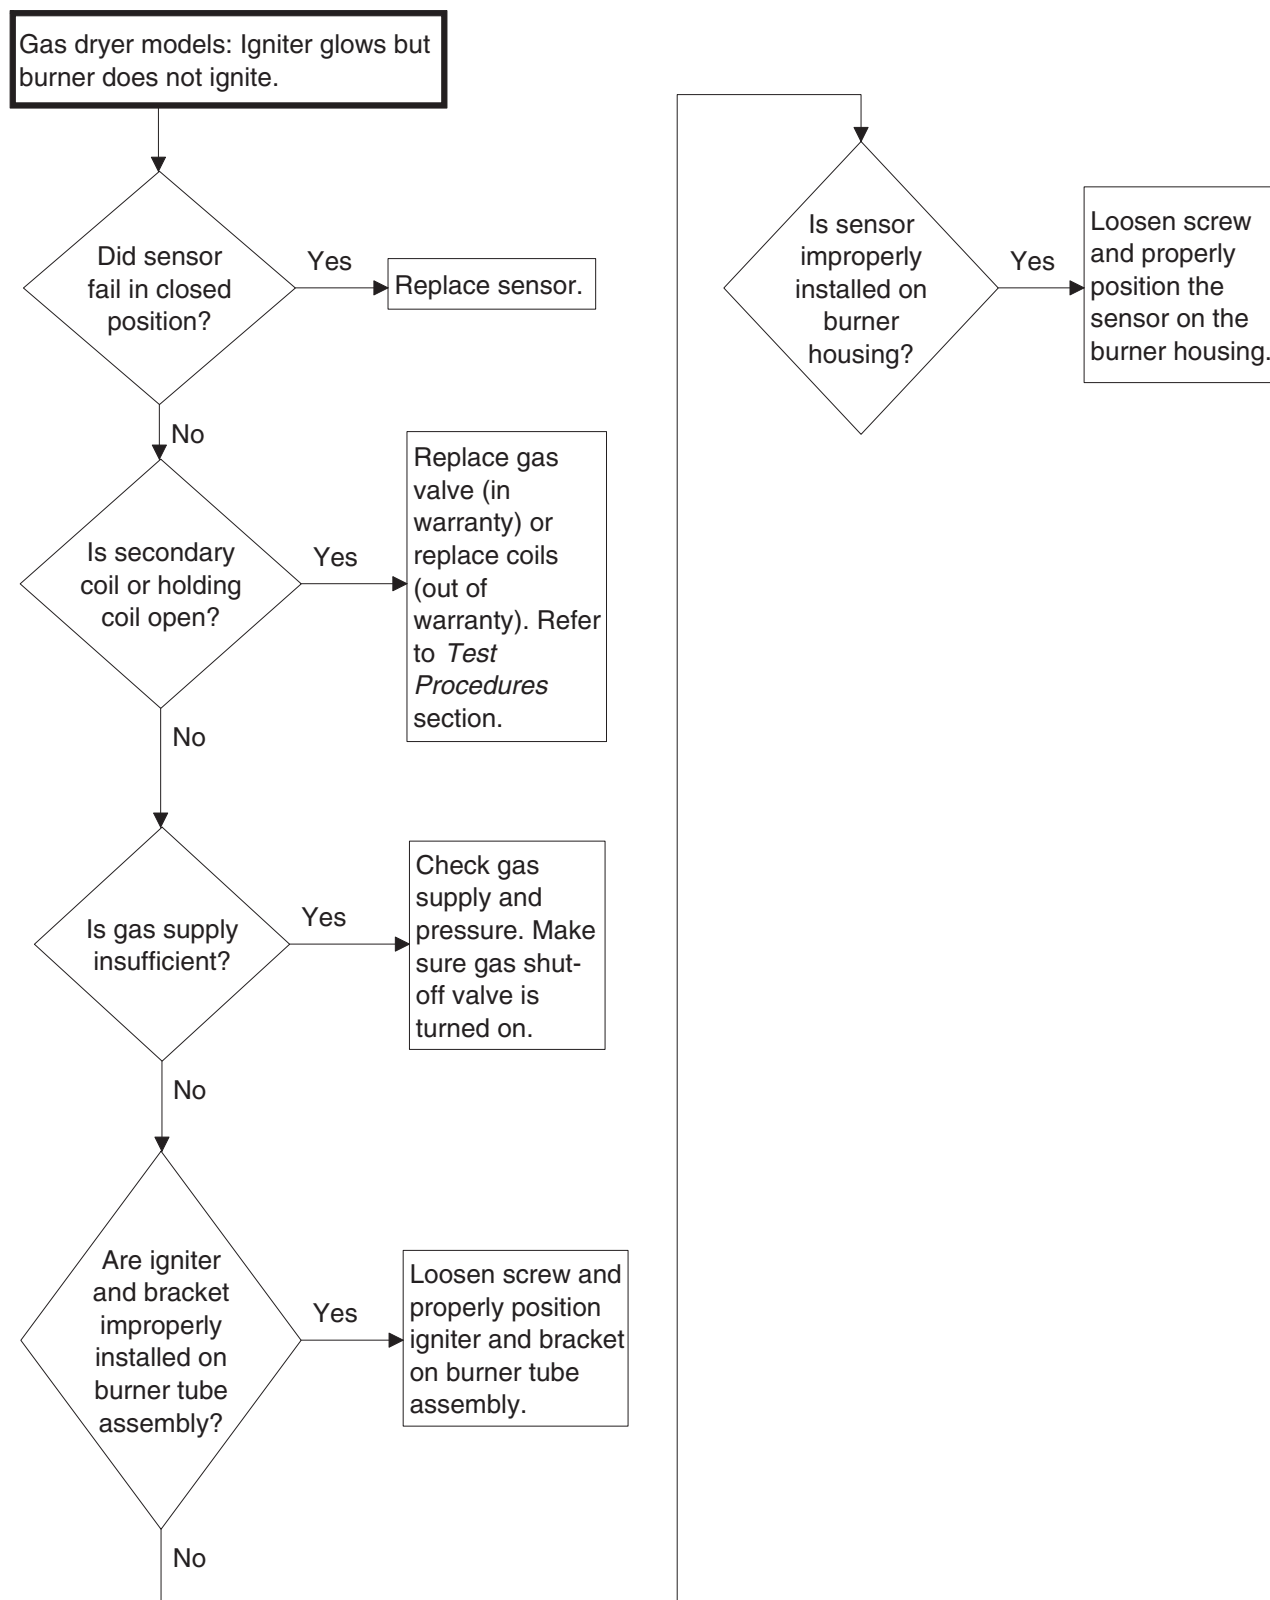 Gas dryer models: Igniter glows but
burner does not ignite.
Did sensor
fail in closed
position?
Yes
Replace sensor.
No
Is secondary
coil or holding
coil open?
Yes
Replace gas
valve (in
warranty) or
replace coils
(out of
warranty). Refer
to Test
Procedures
section.
No
Is gas supply
insufficient?
Yes
Check gas
supply and
pressure. Make
sure gas shut-
off valve is
turned on.
No
Are igniter
and bracket
improperly
installed on
burner tube
assembly?
Yes
Loosen screw and
properly position
igniter and bracket
on burner tube
assembly.
No
Is sensor
improperly
installed on
burner
housing?
Yes
Loosen screw
and properly
position the
sensor on the
burner housing.